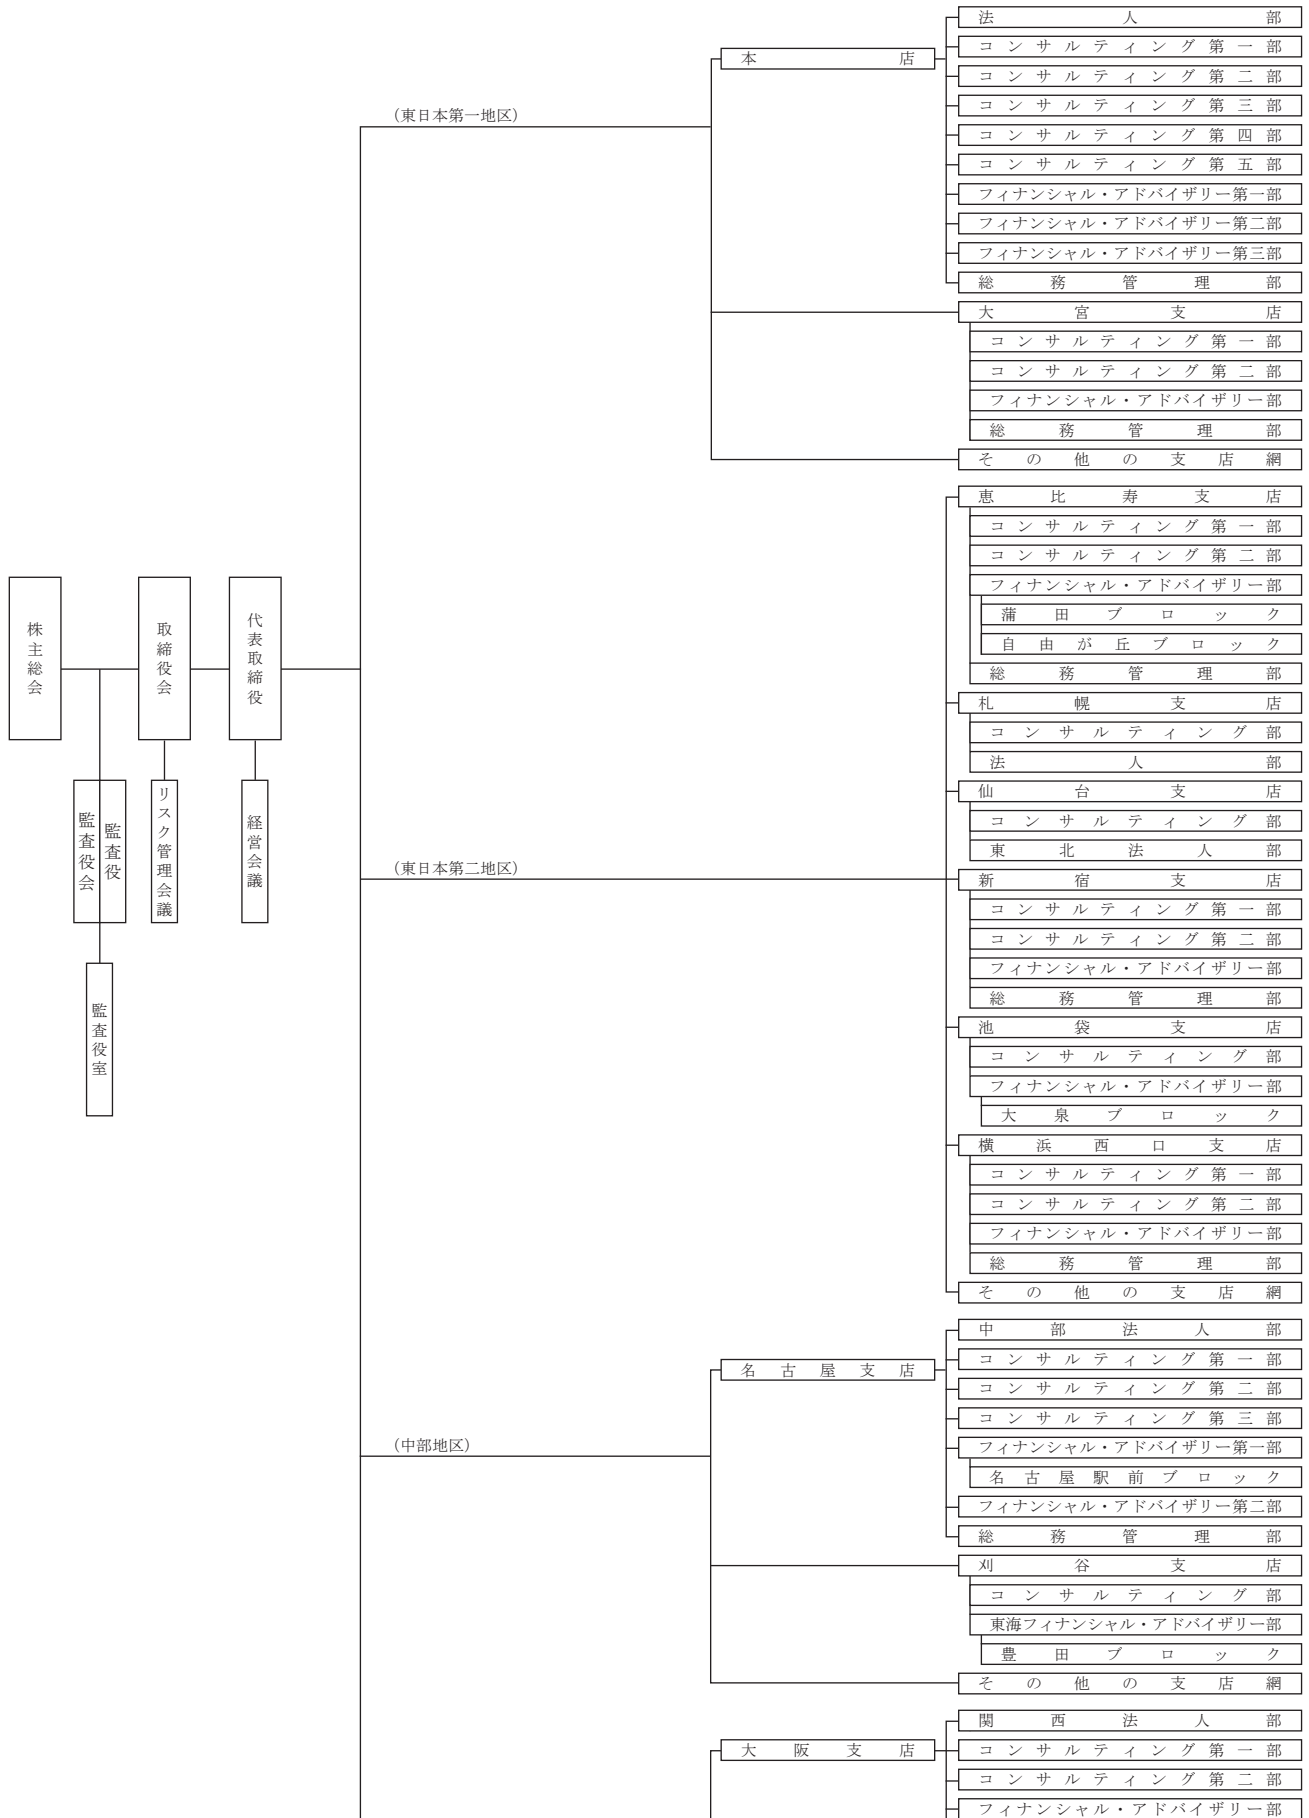 株主総会
監査役会
監査役
監査役室
取締役会
リスク管理会議
代表取締役
経営会議
（東日本第一地区）
本店
法人部
コンサルティング第一部
コンサルティング第二部
コンサルティング第三部
コンサルティング第四部
コンサルティング第五部
フィナンシャル・アドバイザリー第一部
フィナンシャル・アドバイザリー第二部
フィナンシャル・アドバイザリー第三部
総務管理部
大宮支店
コンサルティング第一部
コンサルティング第二部
フィナンシャル・アドバイザリー部
総務管理部
その他の支店網
（東日本第二地区）
恵比寿支店
コンサルティング第一部
コンサルティング第二部
フィナンシャル・アドバイザリー部
蒲田ブロック
自由が丘ブロック
総務管理部
札幌支店
コンサルティング部
法人部
仙台支店
コンサルティング部
東北法人部
新宿支店
コンサルティング第一部
コンサルティング第二部
フィナンシャル・アドバイザリー部
総務管理部
池袋支店
コンサルティング部
フィナンシャル・アドバイザリー部
大泉ブロック
横浜西口支店
コンサルティング第一部
コンサルティング第二部
フィナンシャル・アドバイザリー部
総務管理部
その他の支店網
（中部地区）
名古屋支店
中部法人部
コンサルティング第一部
コンサルティング第二部
コンサルティング第三部
フィナンシャル・アドバイザリー第一部
名古屋駅前ブロック
フィナンシャル・アドバイザリー第二部
総務管理部
刈谷支店
コンサルティング部
東海フィナンシャル・アドバイザリー部
豊田ブロック
その他の支店網
大阪支店
関西法人部
コンサルティング第一部
コンサルティング第二部
フィナンシャル・アドバイザリー部